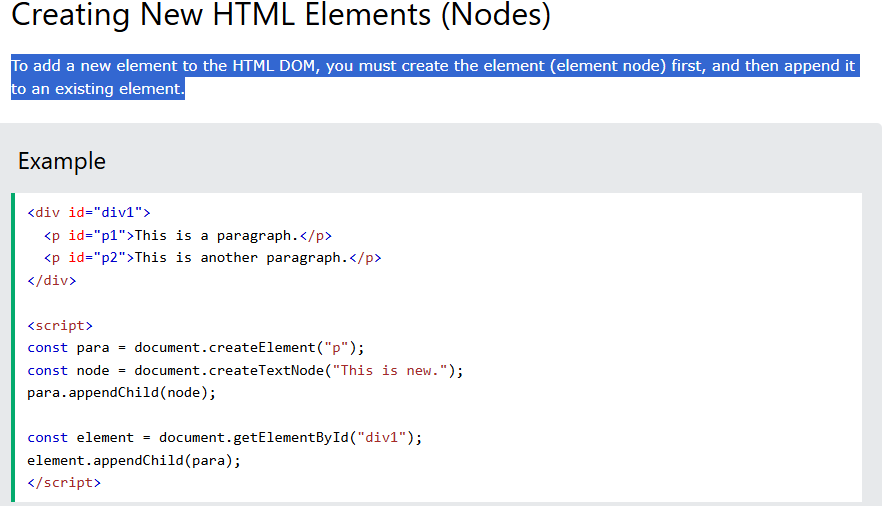 Creating New HTML Elements (Nodes)
To add a new element to the HTML DOM, you must create the element (element node) first, and then append it
to an existing element.
Example
<div id="div1">
  <p id="p1">This is a paragraph.</p>
  <p id="p2">This is another paragraph.</p>
</div>
<script>
const para = document.createElement("p");
const node = document.createTextNode("This is new.");
para.appendChild(node);
const element = document.getElementById("div1");
element.appendChild(para);
</script>